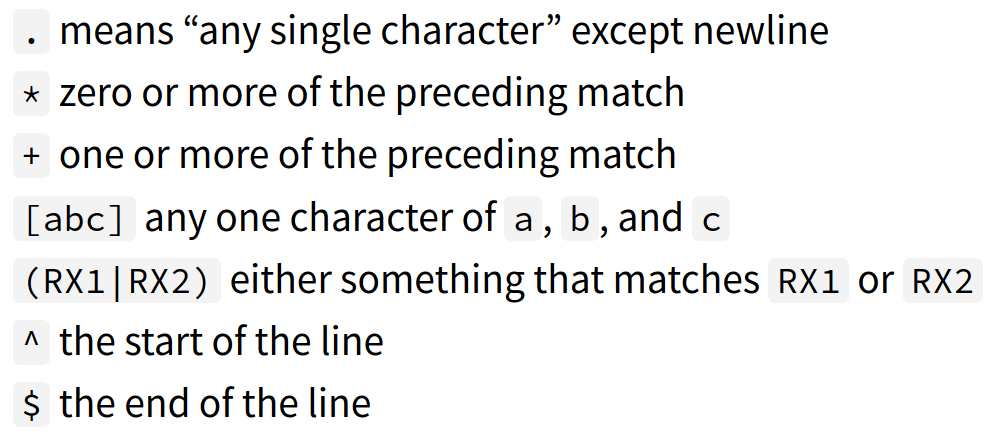 . means “any single character” except newline
* zero or more of the preceding match
+ one or more of the preceding match
[abc] any one character of a, b, and c
(RX1|RX2) either something that matches RX1 or RX2
^ the start of the line
$ the end of the line